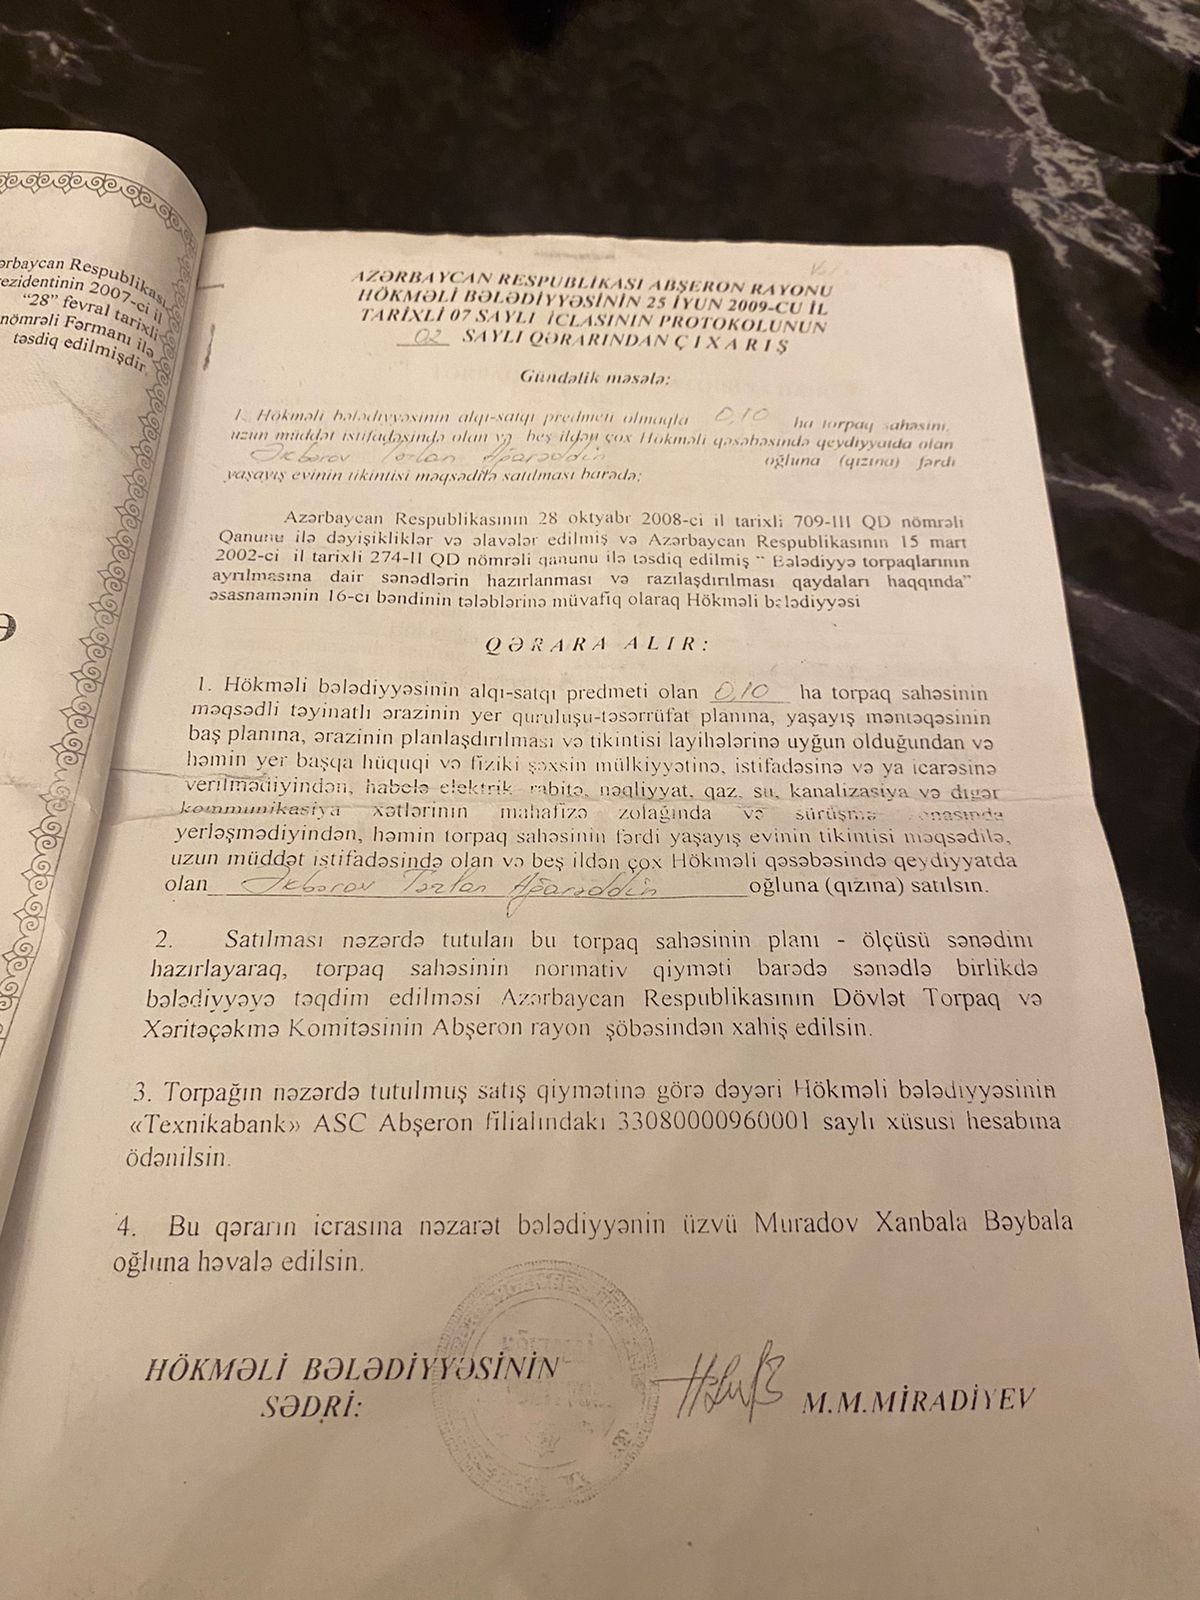 ərbaycan Respublikası
ezidentinin 2007-ci il
"28" fevral tarixli
nömrəli Fərmanı ilə
təsdiq edilmişdir.
AZƏRBAYCAN RESPUBLİKASI ABŞERON RAYONU
HÖKMƏLİ BƏLƏDİYYƏSİNİN 25 İYUN 2009-CU İL
TARİXLİ 07 SAYLI İCLASININ PROTOKOLUNUN
02 SAYLI QƏRARINDAN Ç I X A R I Ş
Gündəlik məsələ:
1. Hökməli bələdiyyəsinin alqı-satqı predmeti olmaqla 0,10 ha torpaq sahəsini,
uzun müddət istifadəsində olan və beş ildən çox Hökməli qəsəbəsində qeydiyyatda olan
Əkbərov Tərlan Ağarəddin oğluna (qızına) fərdi
yaşayış evinin tikintisi məqsədilə satılması barədə;
Azərbaycan Respublikasının 28 oktyabr 2008-ci il tarixli 709-III QD nömrəli
Qanunu ilə dəyişikliklər və əlavələr edilmiş və Azərbaycan Respublikasının 15 mart
2002-ci il tarixli 274-II QD nömrəli qanunu ilə təsdiq edilmiş " Bələdiyyə torpaqlarının
ayrılmasına dair sənədlərin hazırlanması və razılaşdırılması qaydaları haqqında"
əsasnamənin 16-cı bəndinin tələblərinə müvafiq olaraq Hökməli bələdiyyəsi
Q Ə R A R A A L I R :
1. Hökməli bələdiyyəsinin alqı-satqı predmeti olan 0,10 ha torpaq sahəsinin
məqsədli təyinatlı ərazinin yer quruluşu-təsərrüfat planına, yaşayış məntəqəsinin
baş planına, ərazinin planlaşdırılması və tikintisi layihələrinə uyğun olduğundan və
həmin yer başqa hüquqi və fiziki şəxsin mülkiyyətinə, istifadəsinə və ya icarəsinə
verilmədiyindən, habelə elektrik rabitə, nəqliyyat, qaz, su, kanalizasiya və digər
kommunikasiya xətlərinin mahafizə zolağında və sürüşmə zonasında
yerləşmədiyindən, həmin torpaq sahəsinin fərdi yaşayış evinin tikintisi məqsədilə,
uzun müddət istifadəsində olan və beş ildən çox Hökməli qəsəbəsində qeydiyyatda
olan Əkbərov Tərlan Ağarəddin oğluna (qızına) satılsın.
2. Satılması nəzərdə tutulan bu torpaq sahəsinin planı - ölçüsü sənədini
hazırlayaraq, torpaq sahəsinin normativ qiyməti barədə sənədlə birlikdə
bələdiyyəyə təqdim edilməsi Azərbaycan Respublikasının Dövlət Torpaq və
Xəritəçəkmə Komitəsinin Abşeron rayon şöbəsindən xahiş edilsin.
3. Torpağın nəzərdə tutulmuş satış qiymətinə görə dəyəri Hökməli bələdiyyəsinin
«Texnikabank» ASC Abşeron filialındakı 33080000960001 saylı xüsusi hesabına
ödənilsin.
4. Bu qərarın icrasına nəzarət bələdiyyənin üzvü Muradov Xanbala Bəybala
oğluna həvalə edilsin.
HÖKMƏLİ BƏLƏDİYYƏSİNİN
SƏDRİ: M.M.MİRADİYEV